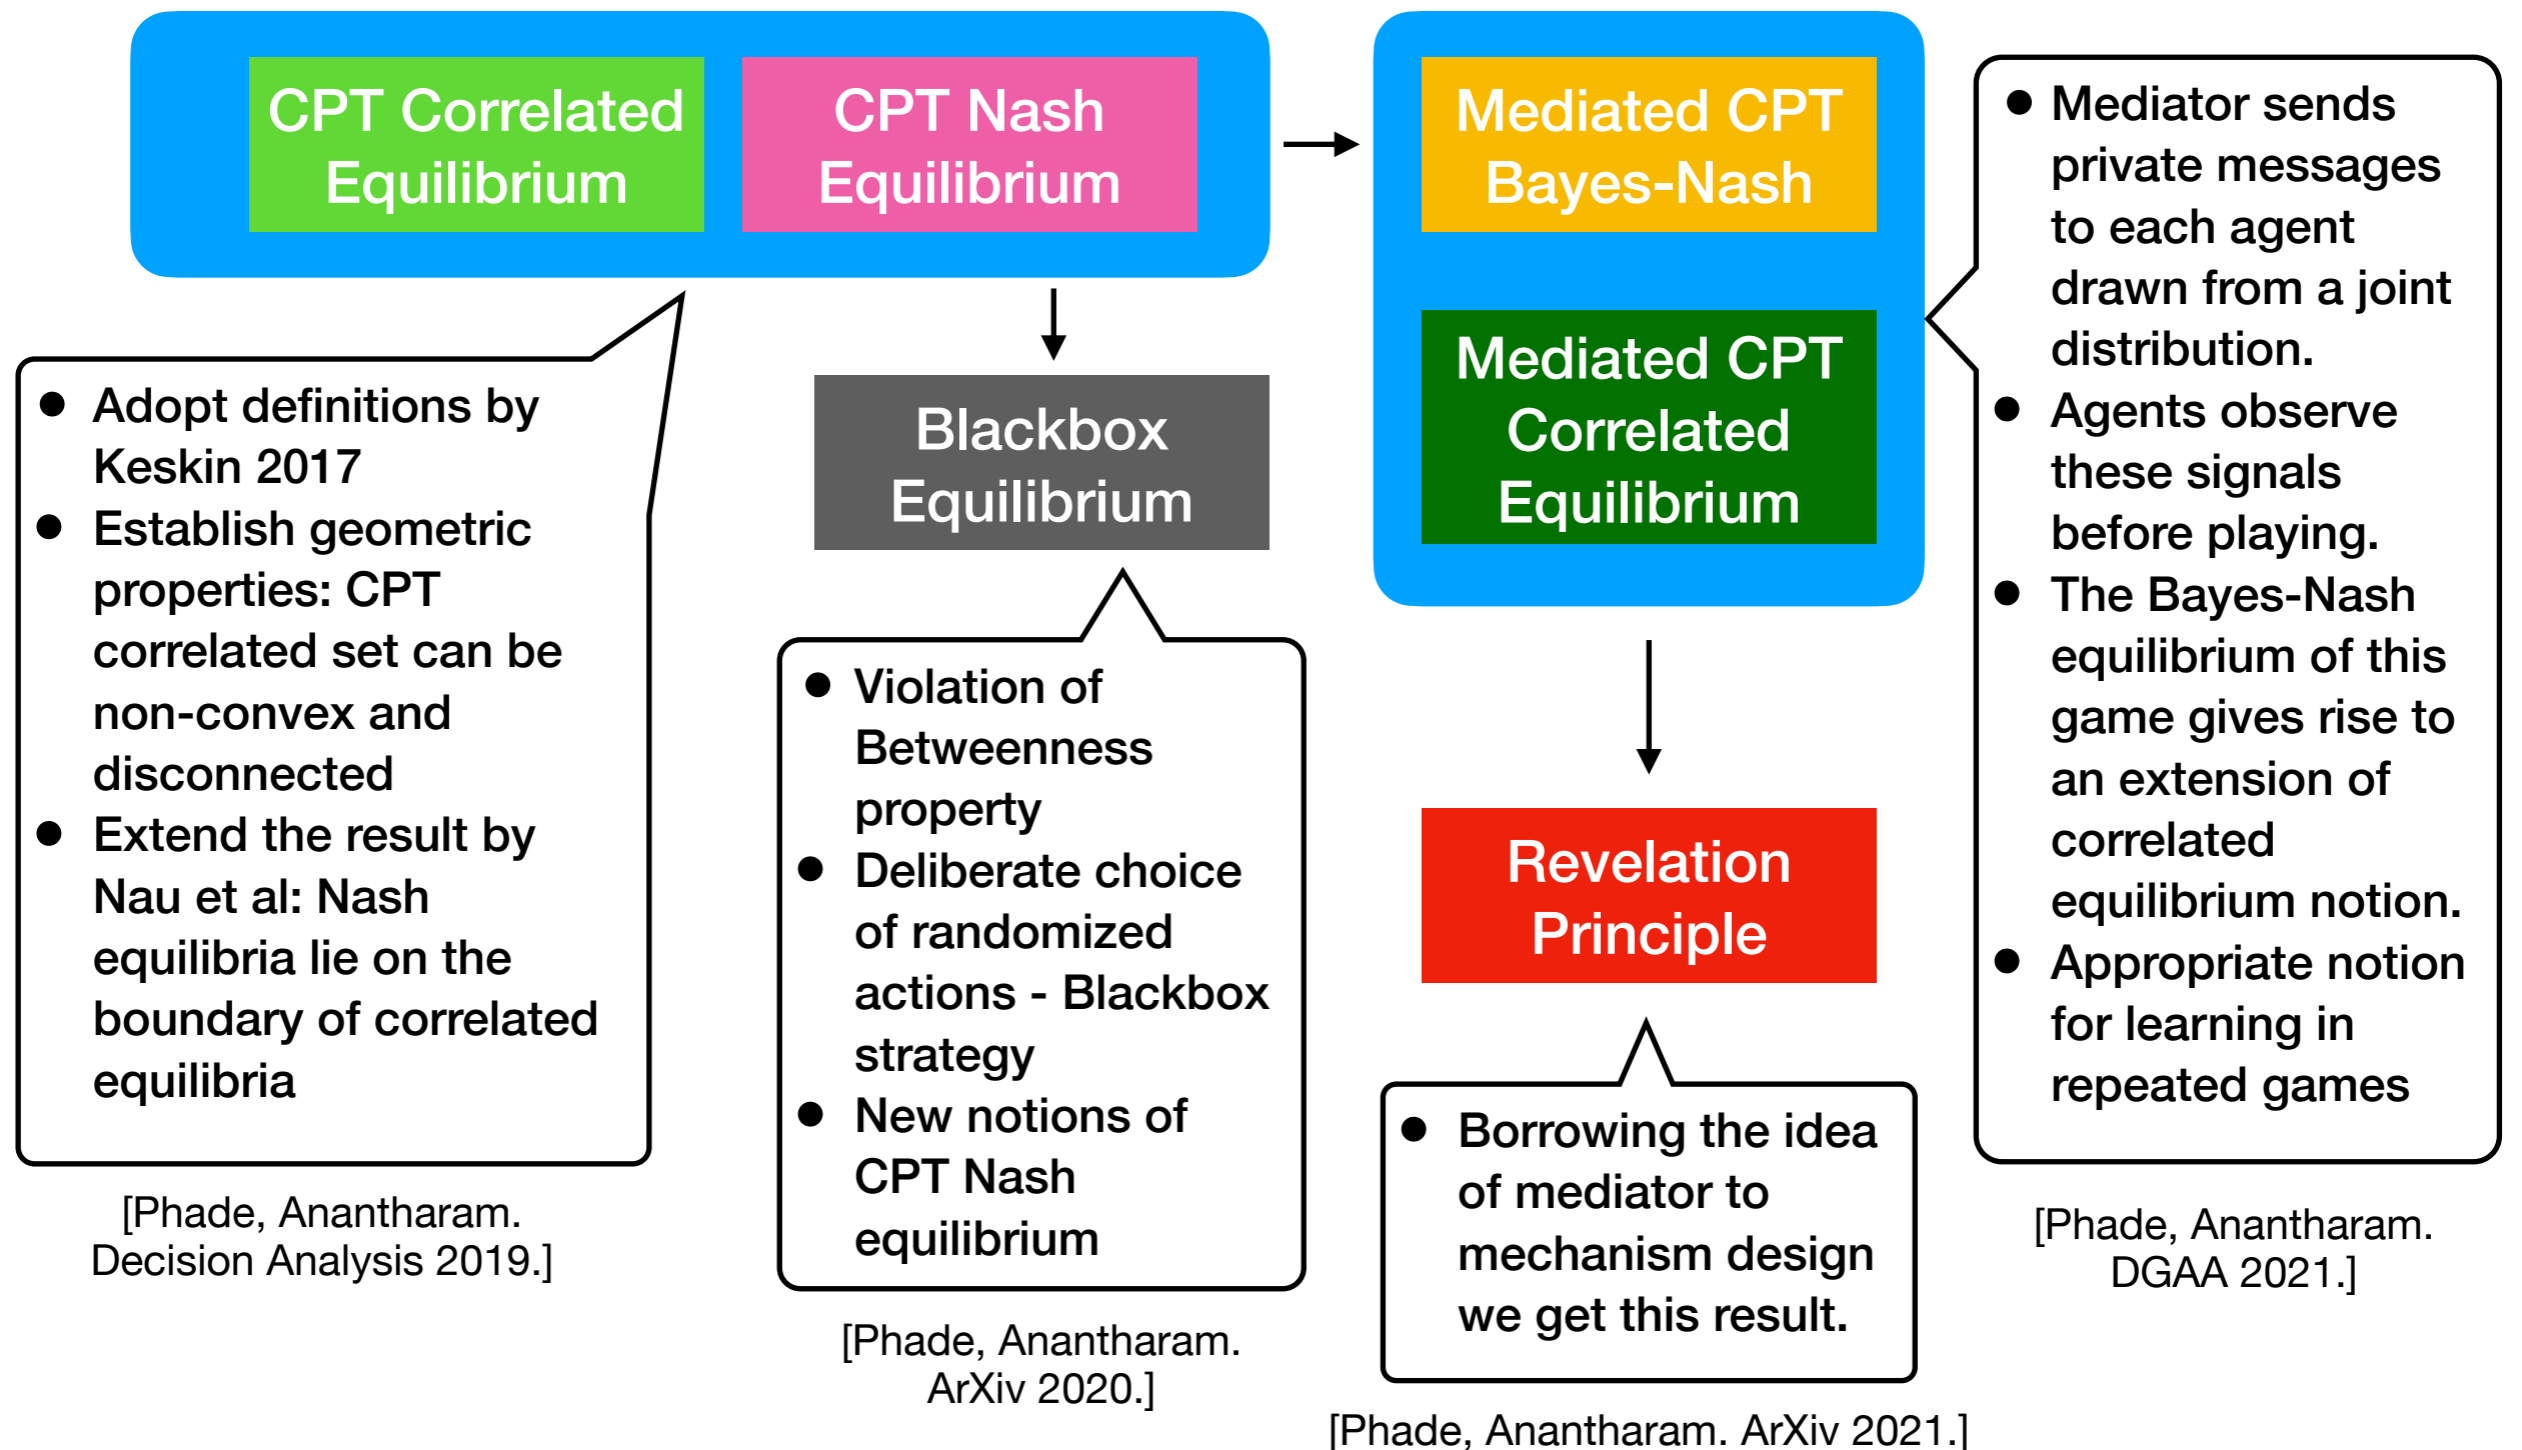 CPT Correlated
Equilibrium
CPT Nash
Equilibrium
Mediated CPT
Bayes-Nash
Mediated CPT
Correlated
Equilibrium
● Mediator sends
private messages
to each agent
drawn from a joint
distribution.
● Agents observe
these signals
before playing.
● The Bayes-Nash
equilibrium of this
game gives rise to
an extension of
correlated
equilibrium notion.
● Appropriate notion
for learning in
repeated games
[Phade, Anantharam.
DGAA 2021.]
● Adopt definitions by
Keskin 2017
● Establish geometric
properties: CPT
correlated set can be
non-convex and
disconnected
● Extend the result by
Nau et al: Nash
equilibria lie on the
boundary of correlated
equilibria
[Phade, Anantharam.
Decision Analysis 2019.]
Blackbox
Equilibrium
● Violation of
Betweenness
property
● Deliberate choice
of randomized
actions - Blackbox
strategy
● New notions of
CPT Nash
equilibrium
[Phade, Anantharam.
ArXiv 2020.]
Revelation
Principle
● Borrowing the idea
of mediator to
mechanism design
we get this result.
[Phade, Anantharam. ArXiv 2021.]